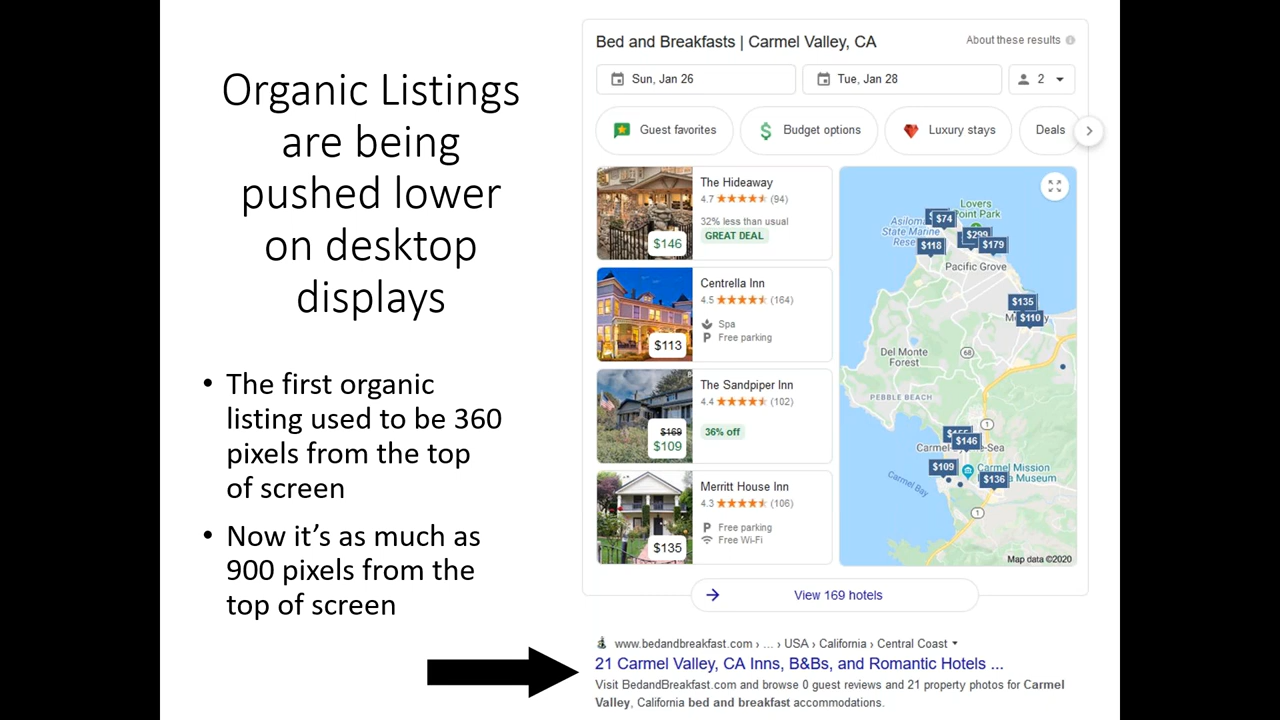 Organic Listings
are being
pushed lower
on desktop
displays
• The first organic
listing used to be 360
pixels from the top
of screen
• Now it’s as much as
900 pixels from the
top of screen
Bed and Breakfasts | Carmel Valley, CA
About these results
Sun, Jan 26
Tue, Jan 28
2
Guest favorites
Budget options
Luxury stays
Deals
The Hideaway
4.7 (94)
32% less than usual
GREAT DEAL
$146
Centrella Inn
4.5 (164)
Spa
P Free parking
$113
The Sandpiper Inn
4.4 (102)
36% off
$169
$109
Merritt House Inn
4.3 (106)
P Free parking
Free Wi-Fi
$135
Lovers
Point Park
Asilomar
State Marine
$74
$299
$118
$179
Pacific Grove
$135
$110
Del Monte
Forest
68
PEBBLE BEACH
1
$146
$109
Carmel Mission
Museum
$136
Carmel Bay
1
Map data ©2020
View 169 hotels
www.bedandbreakfast.com › ... › USA › California › Central Coast
21 Carmel Valley, CA Inns, B&Bs, and Romantic Hotels ...
Visit BedandBreakfast.com and browse 0 guest reviews and 21 property photos for Carmel
Valley, California bed and breakfast accommodations.